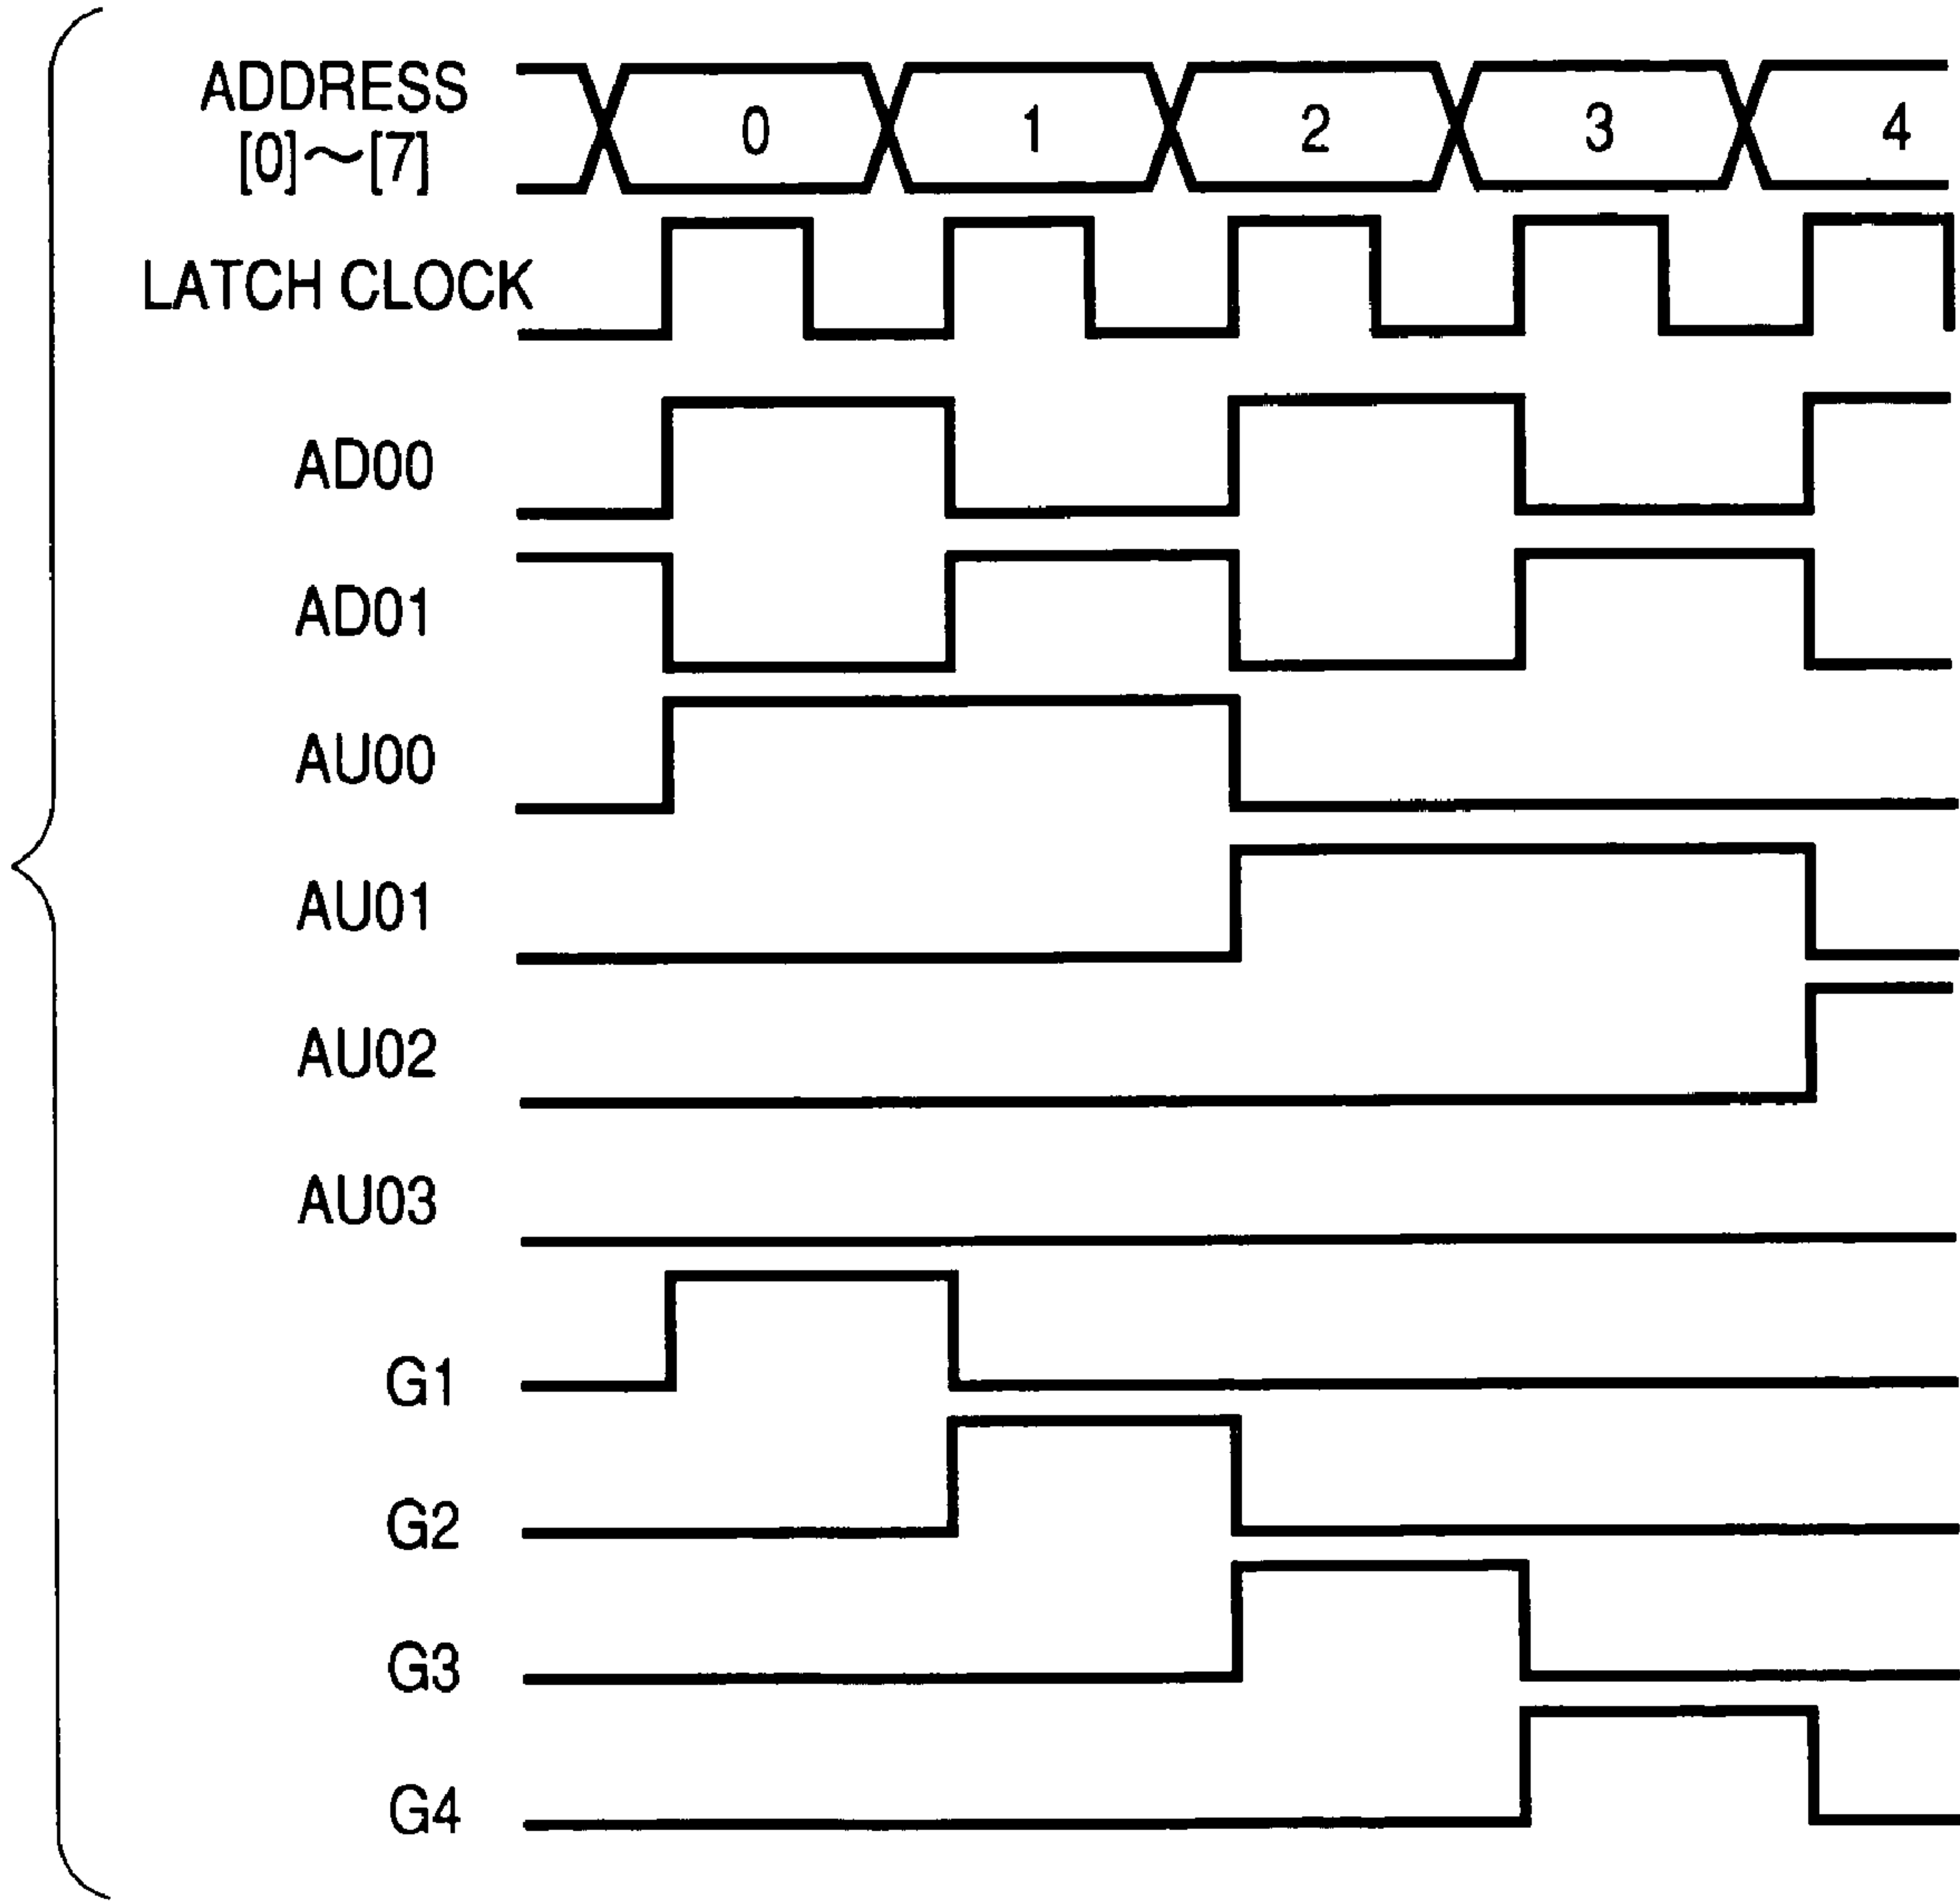 ADDRESS
[0]～[7]
0 1 2 3 4
LATCH CLOCK
AD00
AD01
AU00
AU01
AU02
AU03
G1
G2
G3
G4